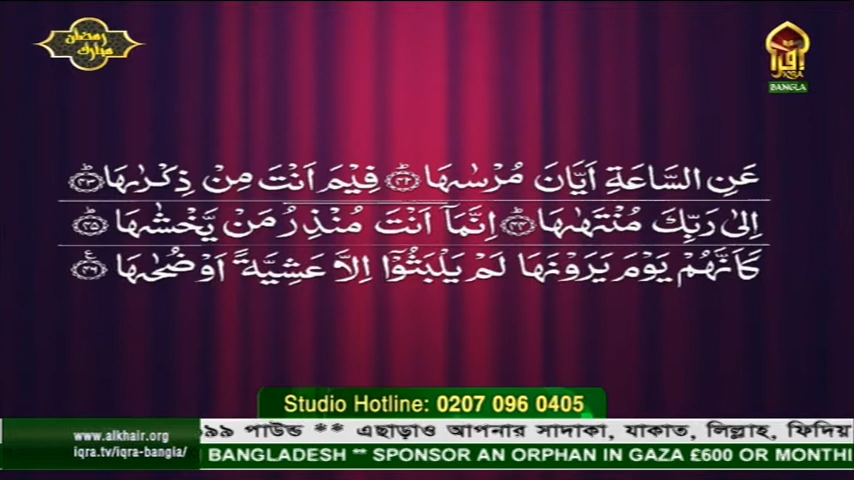 رمضان
مبارك
اقرأ
IQRA
BANGLA
عَنِ السَّاعَةِ اَيَّانَ مُرْسٰىهَا ﴿٤٢﴾ فِيْمَ اَنْتَ مِنْ ذِكْرٰىهَا ﴿٤٣﴾
اِلٰى رَبِّكَ مُنْتَهٰىهَا ﴿٤٤﴾ اِنَّمَآ اَنْتَ مُنْذِرُ مَنْ يَّخْشٰىهَا ﴿٤٥﴾
كَاَنَّهُمْ يَوْمَ يَرَوْنَهَا لَمْ يَلْبَثُوْٓا اِلَّا عَشِيَّةً اَوْ ضُحٰىهَا ﴿٤٦﴾
Studio Hotline: 0207 096 0405
www.alkhair.org
৯৯ পাউন্ড ** এছাড়াও আপনার সাদাকা, যাকাত, লিল্লাহ, ফিদিয়
iqra.tv/iqra-bangla/
BANGLADESH ** SPONSOR AN ORPHAN IN GAZA £600 OR MONTHI